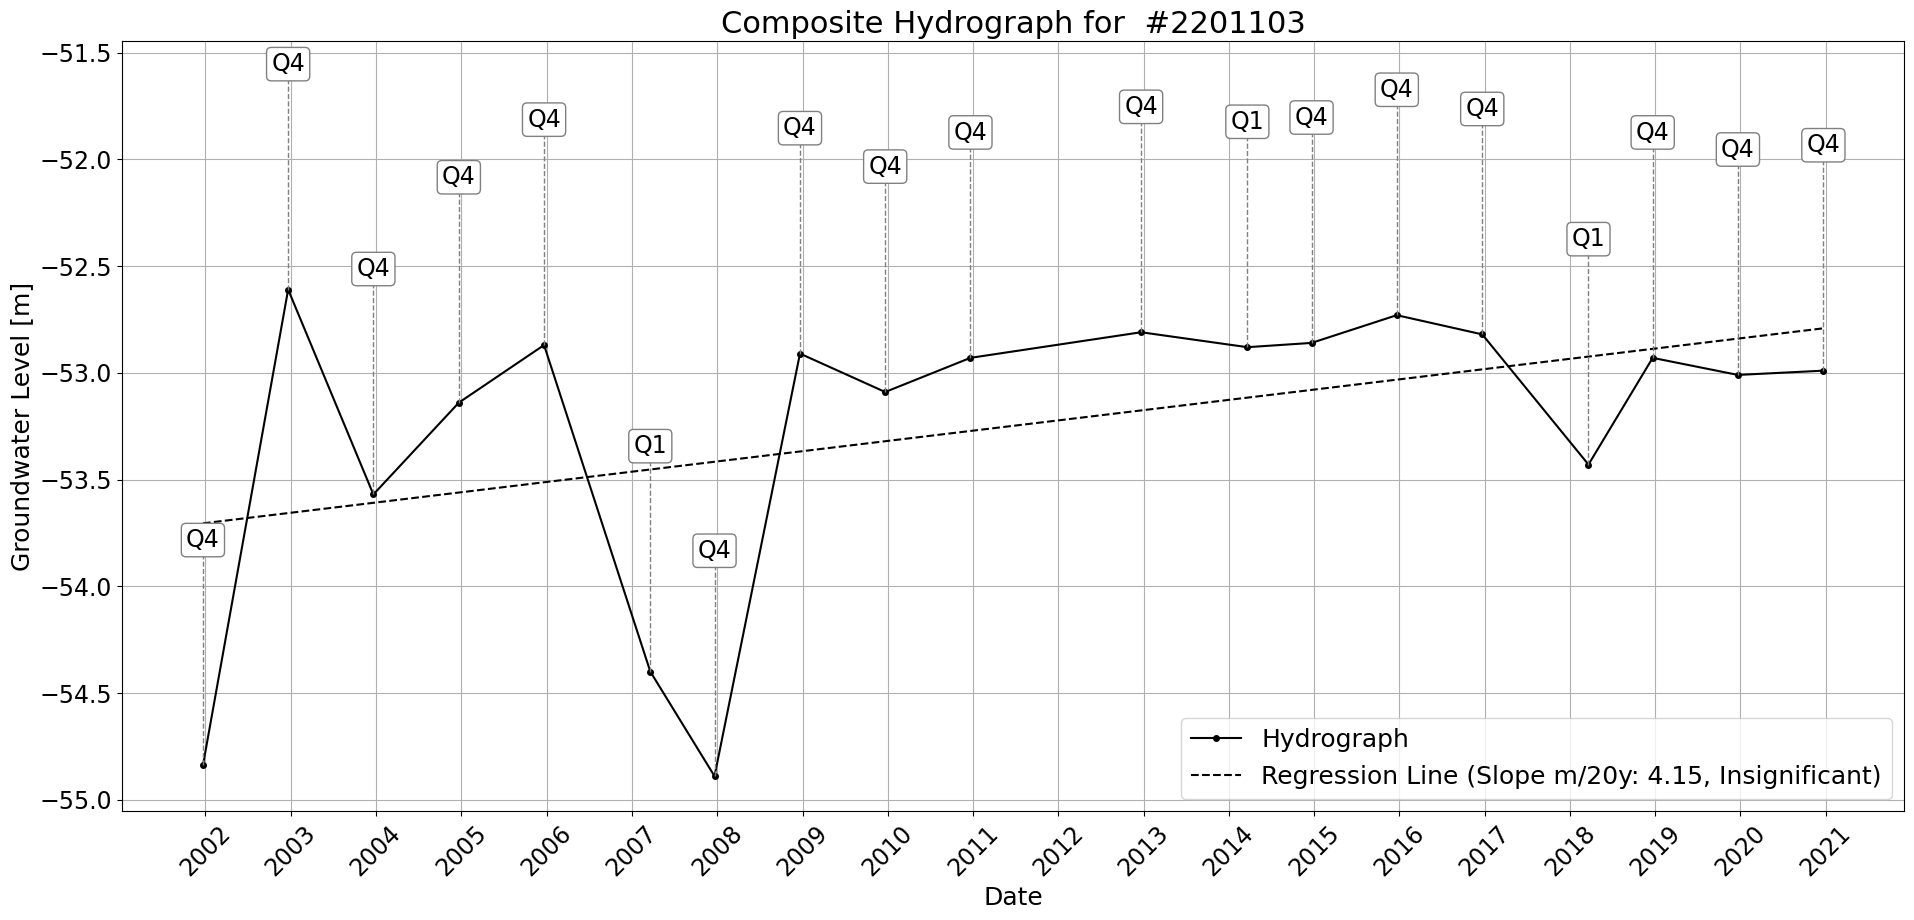 Composite Hydrograph for  #2201103
Groundwater Level [m]
−51.5
−52.0
−52.5
−53.0
−53.5
−54.0
−54.5
−55.0
Q4
Q4
Q4
Q4
Q4
Q1
Q4
Q4
Q4
Q4
Q4
Q1
Q4
Q4
Q4
Q1
Q4
Q4
Q4
Hydrograph
Regression Line (Slope m/20y: 4.15, Insignificant)
2002
2003
2004
2005
2006
2007
2008
2009
2010
2011
2012
2013
2014
2015
2016
2017
2018
2019
2020
2021
Date